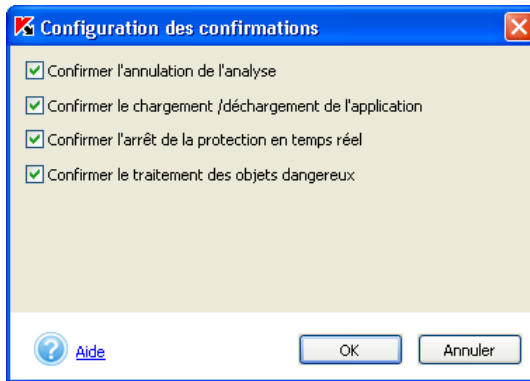 Configuration des confirmations
Confirmer l'annulation de l'analyse
Confirmer le chargement /déchargement de l'application
Confirmer l'arrêt de la protection en temps réel
Confirmer le traitement des objets dangereux
Aide
OK
Annuler